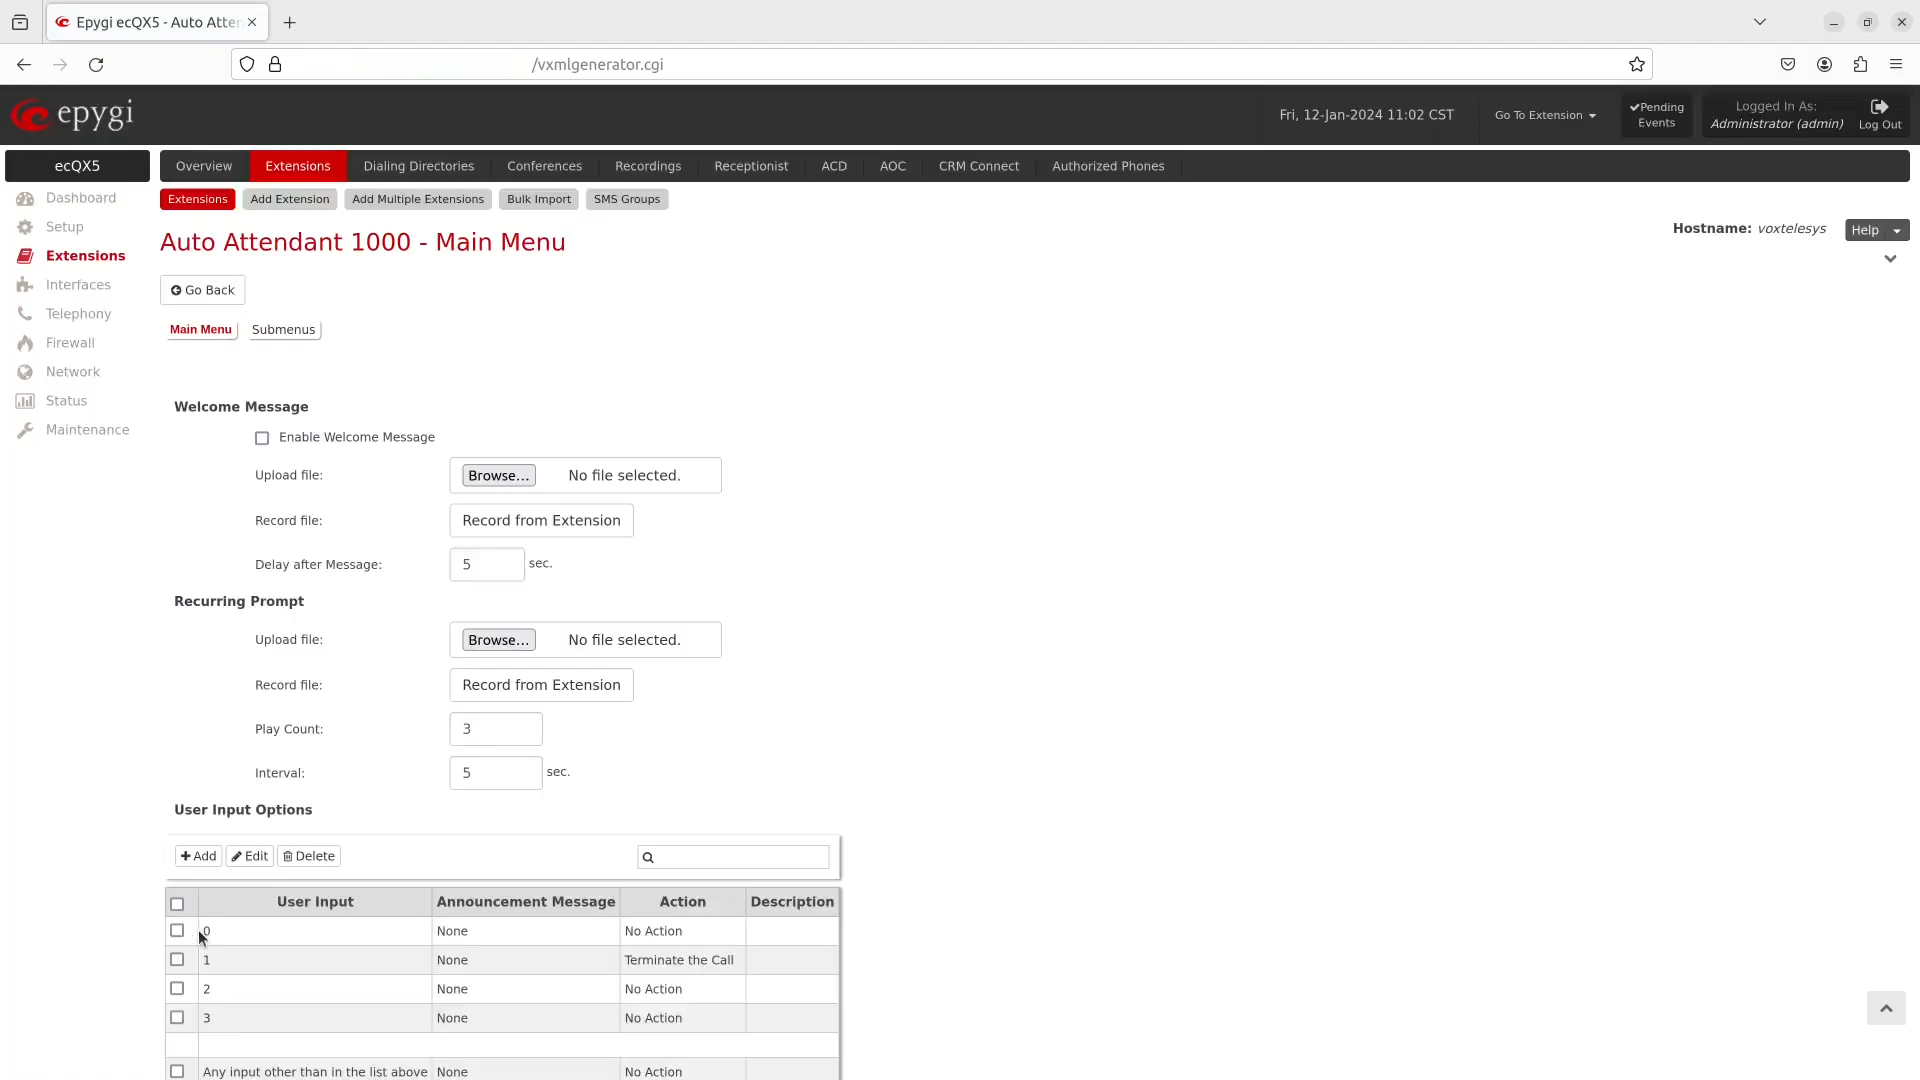 Epygi ecQX5 - Auto Atten
/vxmlgenerator.cgi
epygi
Fri, 12-Jan-2024 11:02 CST
Go To Extension
Pending
Events
Logged In As:
Administrator (admin)
Log Out
ecQX5
Overview
Extensions
Dialing Directories
Conferences
Recordings
Receptionist
ACD
AOC
CRM Connect
Authorized Phones
Dashboard
Setup
Extensions
Interfaces
Telephony
Firewall
Network
Status
Maintenance
Extensions
Add Extension
Add Multiple Extensions
Bulk Import
SMS Groups
Auto Attendant 1000 - Main Menu
Hostname: voxtelesys
Help
Go Back
Main Menu
Submenus
Welcome Message
Enable Welcome Message
Upload file: Browse... No file selected.
Record file: Record from Extension
Delay after Message: 5 sec.
Recurring Prompt
Upload file: Browse... No file selected.
Record file: Record from Extension
Play Count: 3
Interval: 5 sec.
User Input Options
Add Edit Delete
User Input Announcement Message Action Description
0 None No Action
1 None Terminate the Call
2 None No Action
3 None No Action
Any input other than in the list above None No Action